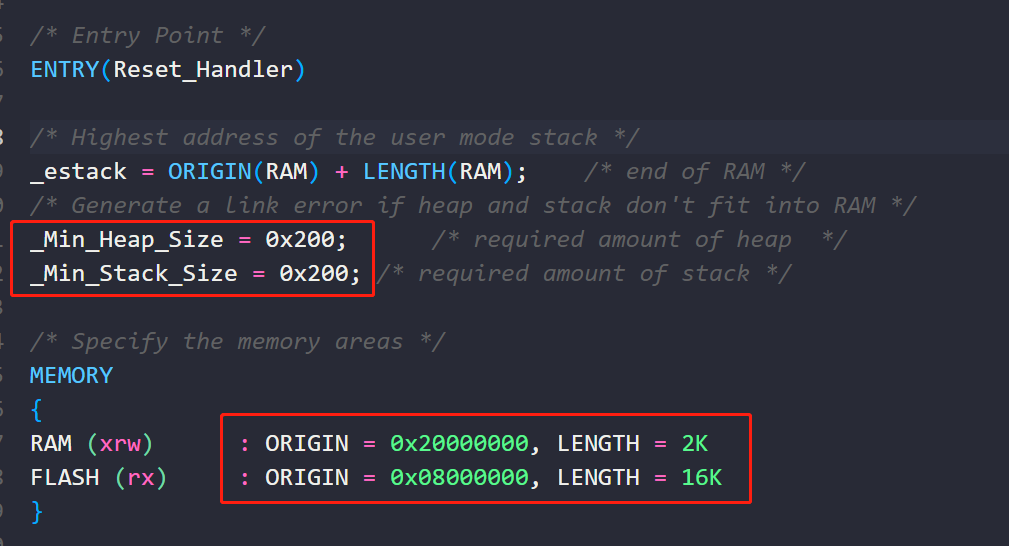 /* Entry Point */
ENTRY(Reset_Handler)
/* Highest address of the user mode stack */
_estack = ORIGIN(RAM) + LENGTH(RAM);    /* end of RAM */
/* Generate a link error if heap and stack don't fit into RAM */
_Min_Heap_Size = 0x200;      /* required amount of heap  */
_Min_Stack_Size = 0x200; /* required amount of stack */
/* Specify the memory areas */
MEMORY
{
RAM (xrw)      : ORIGIN = 0x20000000, LENGTH = 2K
FLASH (rx)      : ORIGIN = 0x08000000, LENGTH = 16K
}